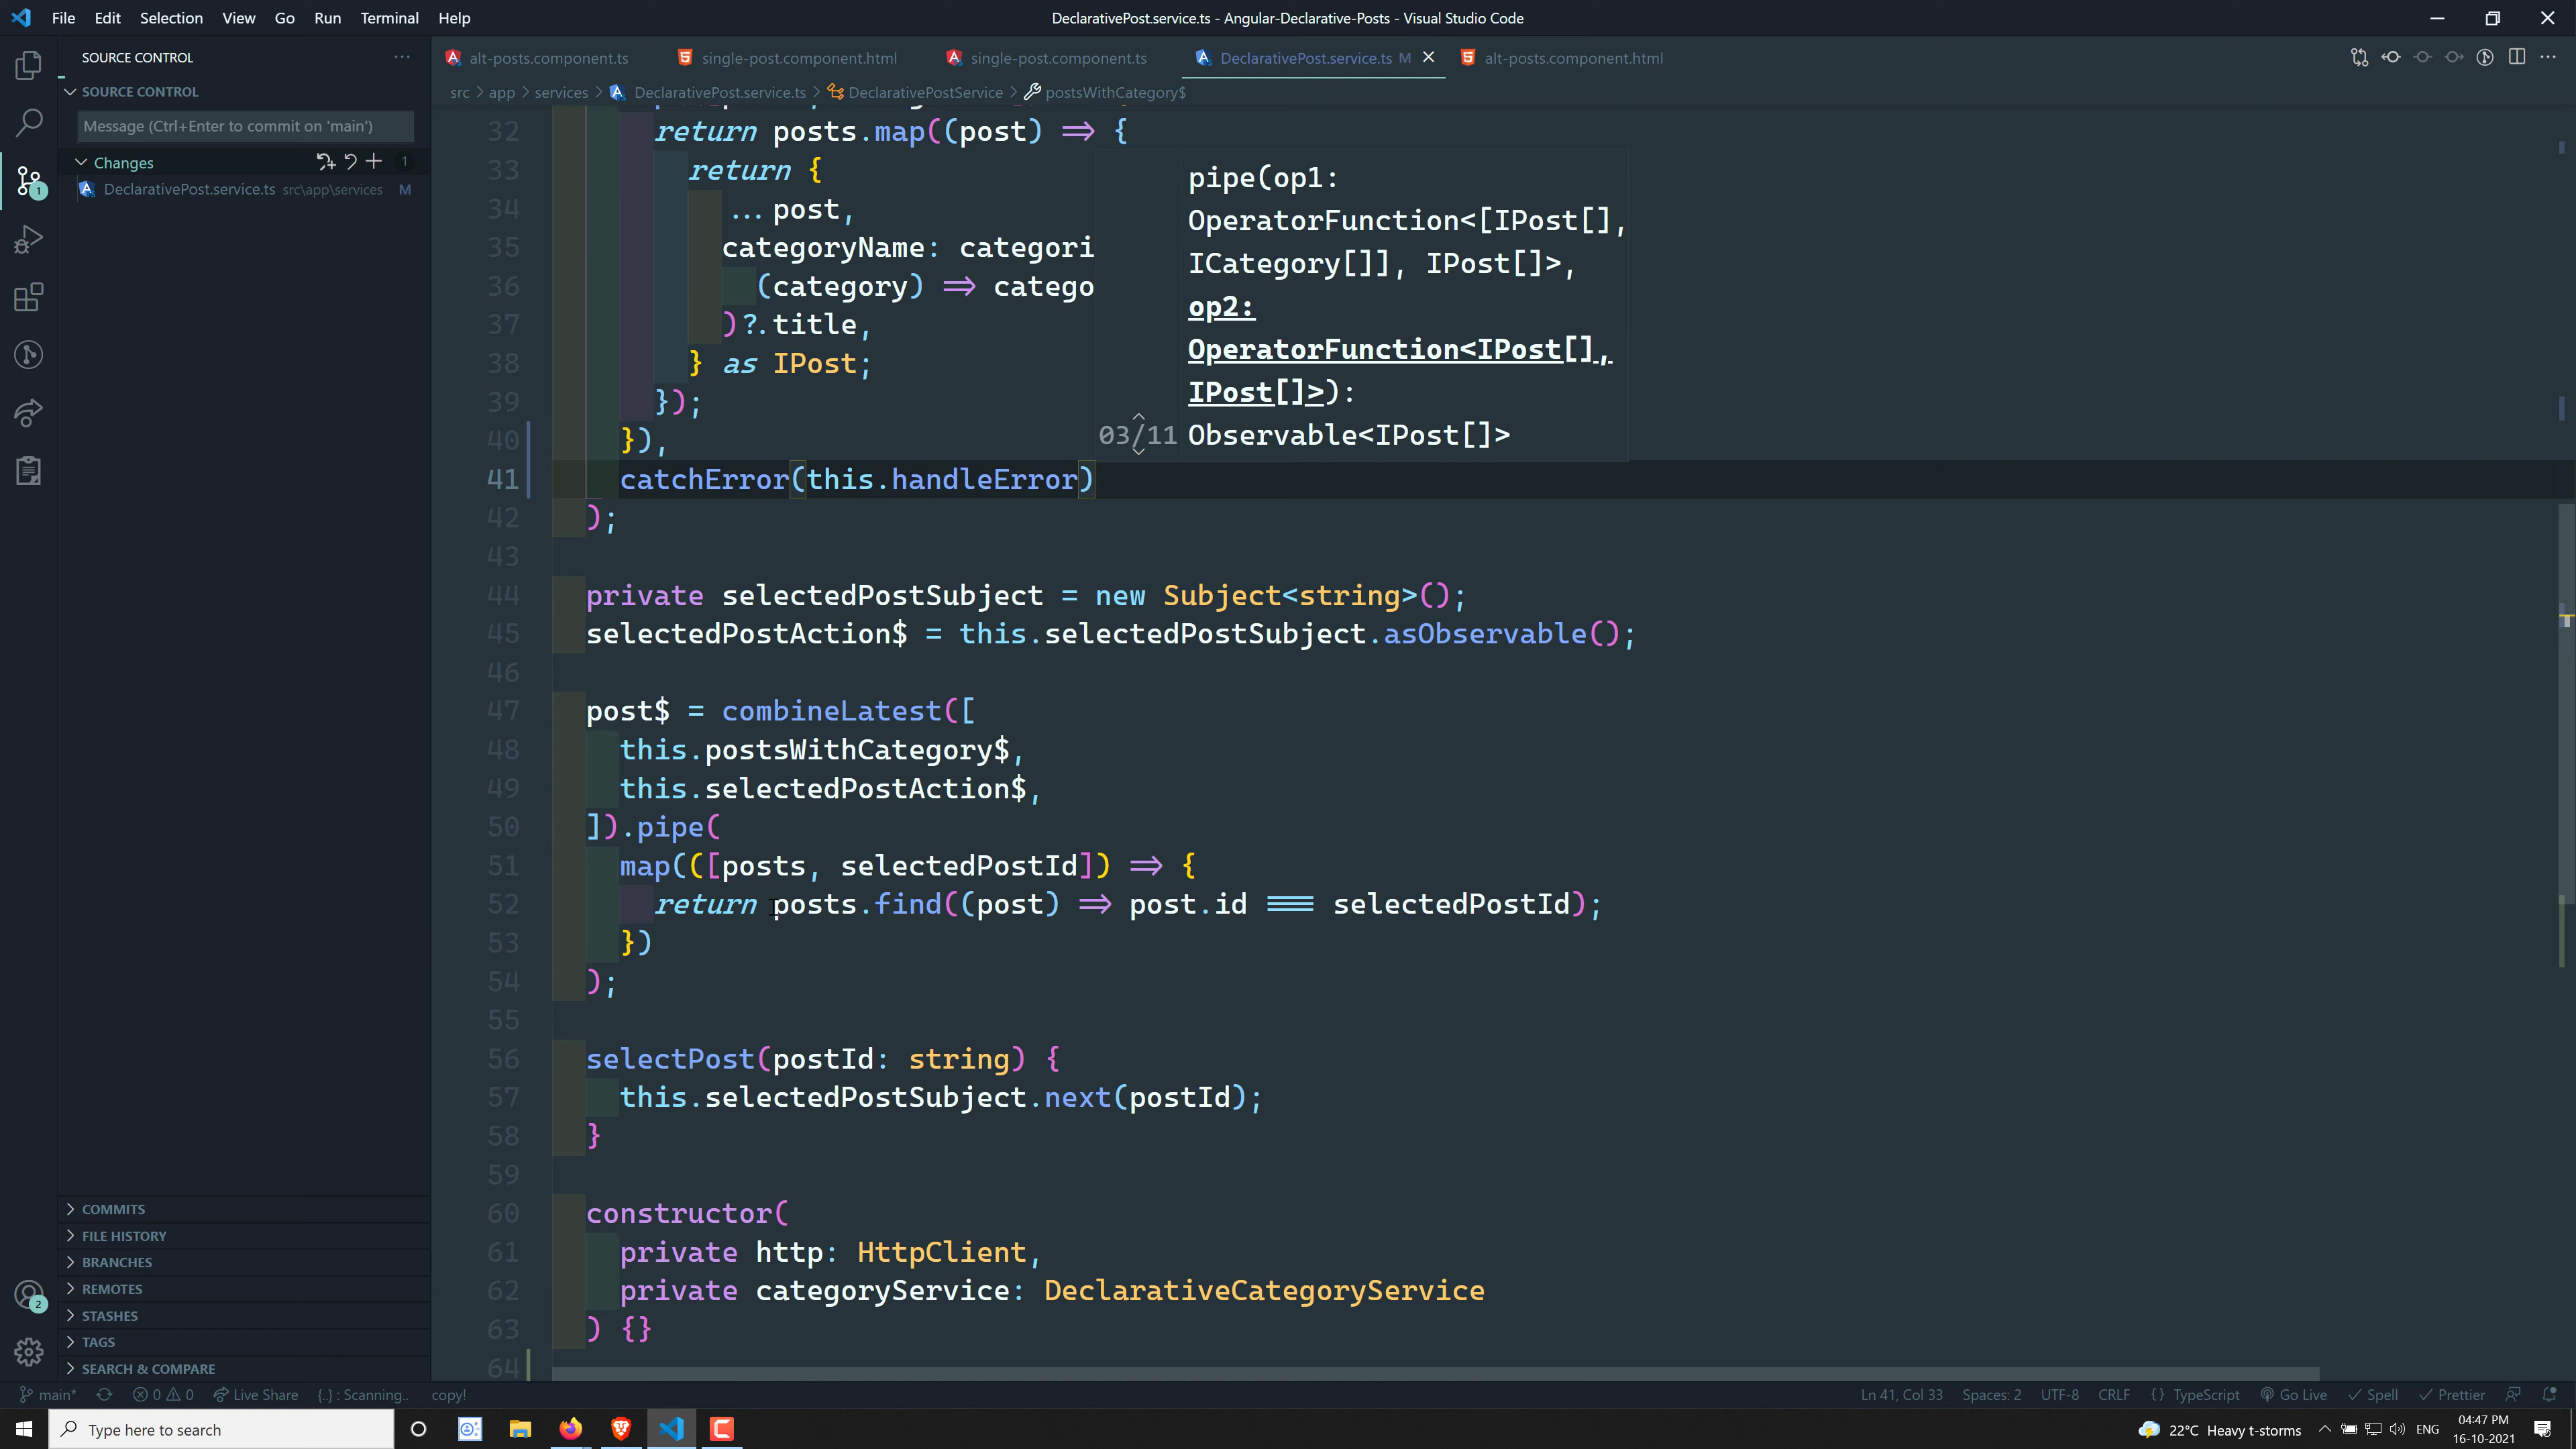 File Edit Selection View Go Run Terminal Help
DeclarativePost.service.ts - Angular-Declarative-Posts - Visual Studio Code
SOURCE CONTROL
SOURCE CONTROL
Message (Ctrl+Enter to commit on 'main')
Changes 1
DeclarativePost.service.ts src\app\services M
COMMITS
FILE HISTORY
BRANCHES
REMOTES
STASHES
TAGS
SEARCH & COMPARE
alt-posts.component.ts single-post.component.html single-post.component.ts DeclarativePost.service.ts M alt-posts.component.html
src > app > services > DeclarativePost.service.ts > DeclarativePostService > postsWithCategory$
32 return posts.map((post) => {
33 return {
34 ...post,
35 categoryName: categori
36 (category) => catego
37 )?.title,
38 } as IPost;
39 });
40 }),
41 catchError(this.handleError)
42 );
43
44 private selectedPostSubject = new Subject<string>();
45 selectedPostAction$ = this.selectedPostSubject.asObservable();
46
47 post$ = combineLatest([
48 this.postsWithCategory$,
49 this.selectedPostAction$,
50 ]).pipe(
51 map(([posts, selectedPostId]) => {
52 return posts.find((post) => post.id === selectedPostId);
53 })
54 );
55
56 selectPost(postId: string) {
57 this.selectedPostSubject.next(postId);
58 }
59
60 constructor(
61 private http: HttpClient,
62 private categoryService: DeclarativeCategoryService
63 ) {}
64
pipe(op1:
OperatorFunction<[IPost[],
ICategory[]], IPost[]>,
op2:
OperatorFunction<IPost[],
IPost[]>):
03/11 Observable<IPost[]>
1
2
main* 0 0 Live Share {..} : Scanning.. copy! Ln 41, Col 33 Spaces: 2 UTF-8 CRLF {} TypeScript Go Live Spell Prettier
Type here to search
22°C Heavy t-storms ENG 04:47 PM
16-10-2021